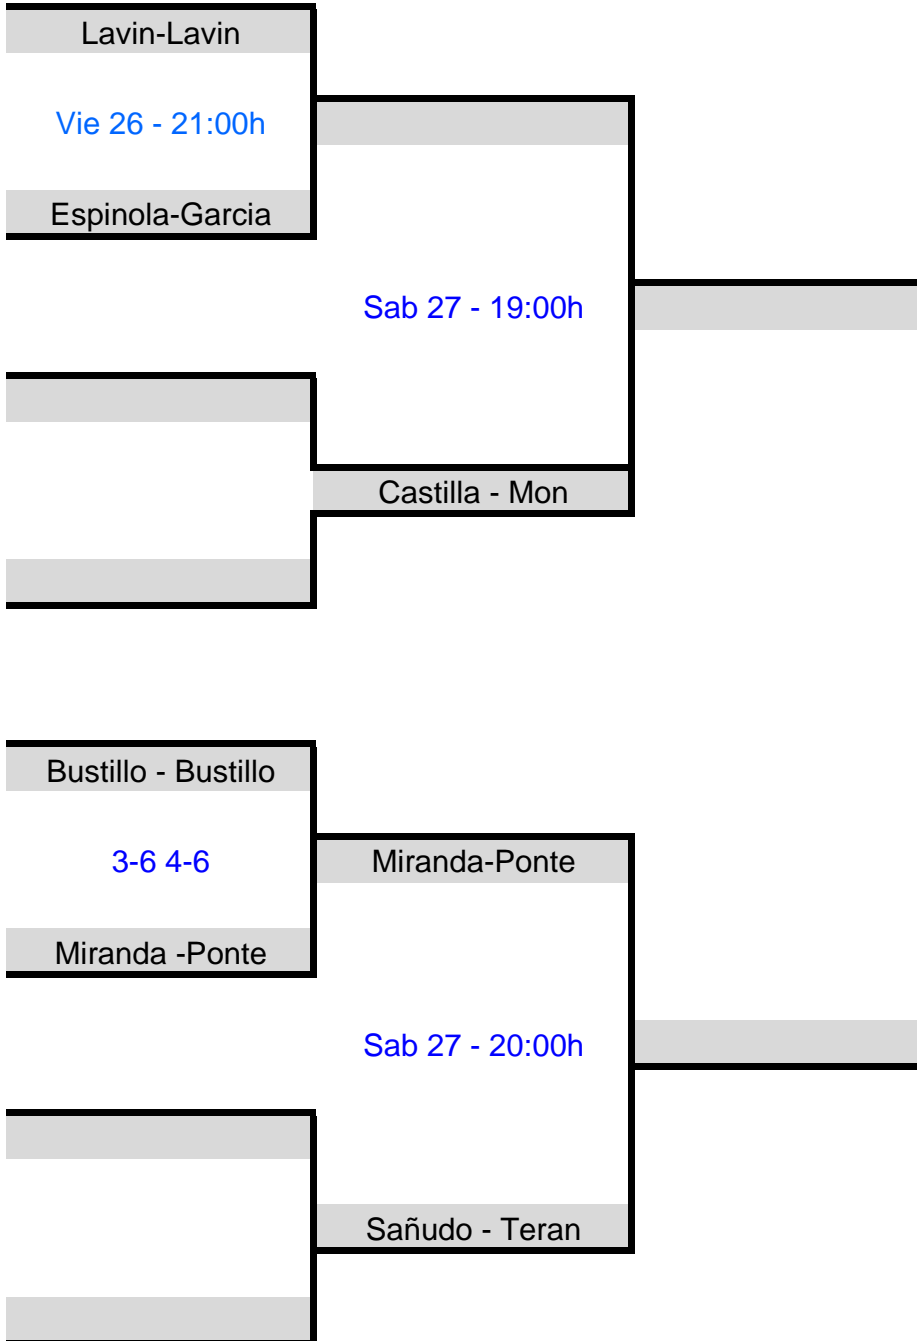 Lavin-Lavin
Vie 26 - 21:00h
Espinola-Garcia
Sab 27 - 19:00h
Castilla - Mon
Bustillo - Bustillo
3-6 4-6
Miranda-Ponte
Miranda -Ponte
Sab 27 - 20:00h
Sañudo - Teran